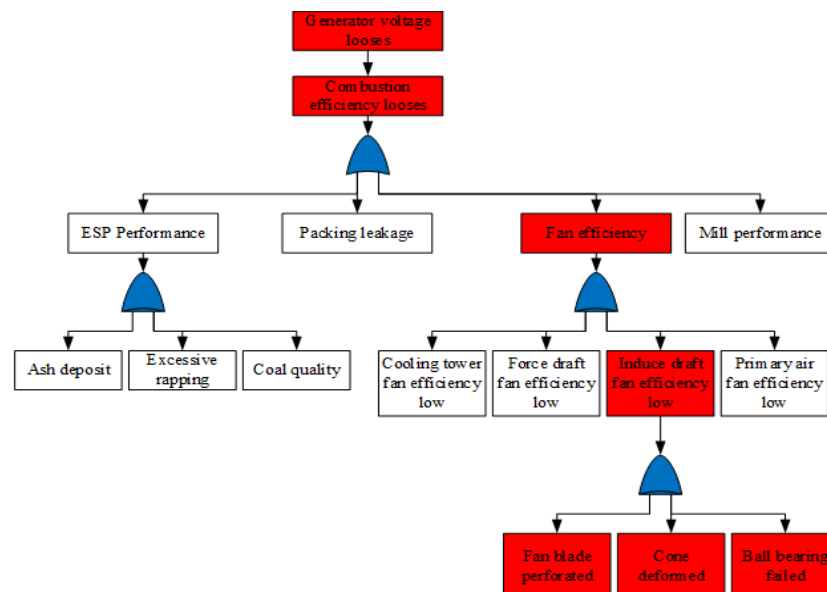 Generator voltage
looses
Combustion
efficiency looses
ESP Performance
Packing leakage
Fan efficiency
Mill performance
Ash deposit
Excessive
rapping
Coal quality
Cooling tower
fan efficiency
low
Force draft
fan efficiency
low
Induce draft
fan efficiency
low
Primary air
fan efficiency
low
Fan blade
perforated
Cone
deformed
Ball bearing
failed